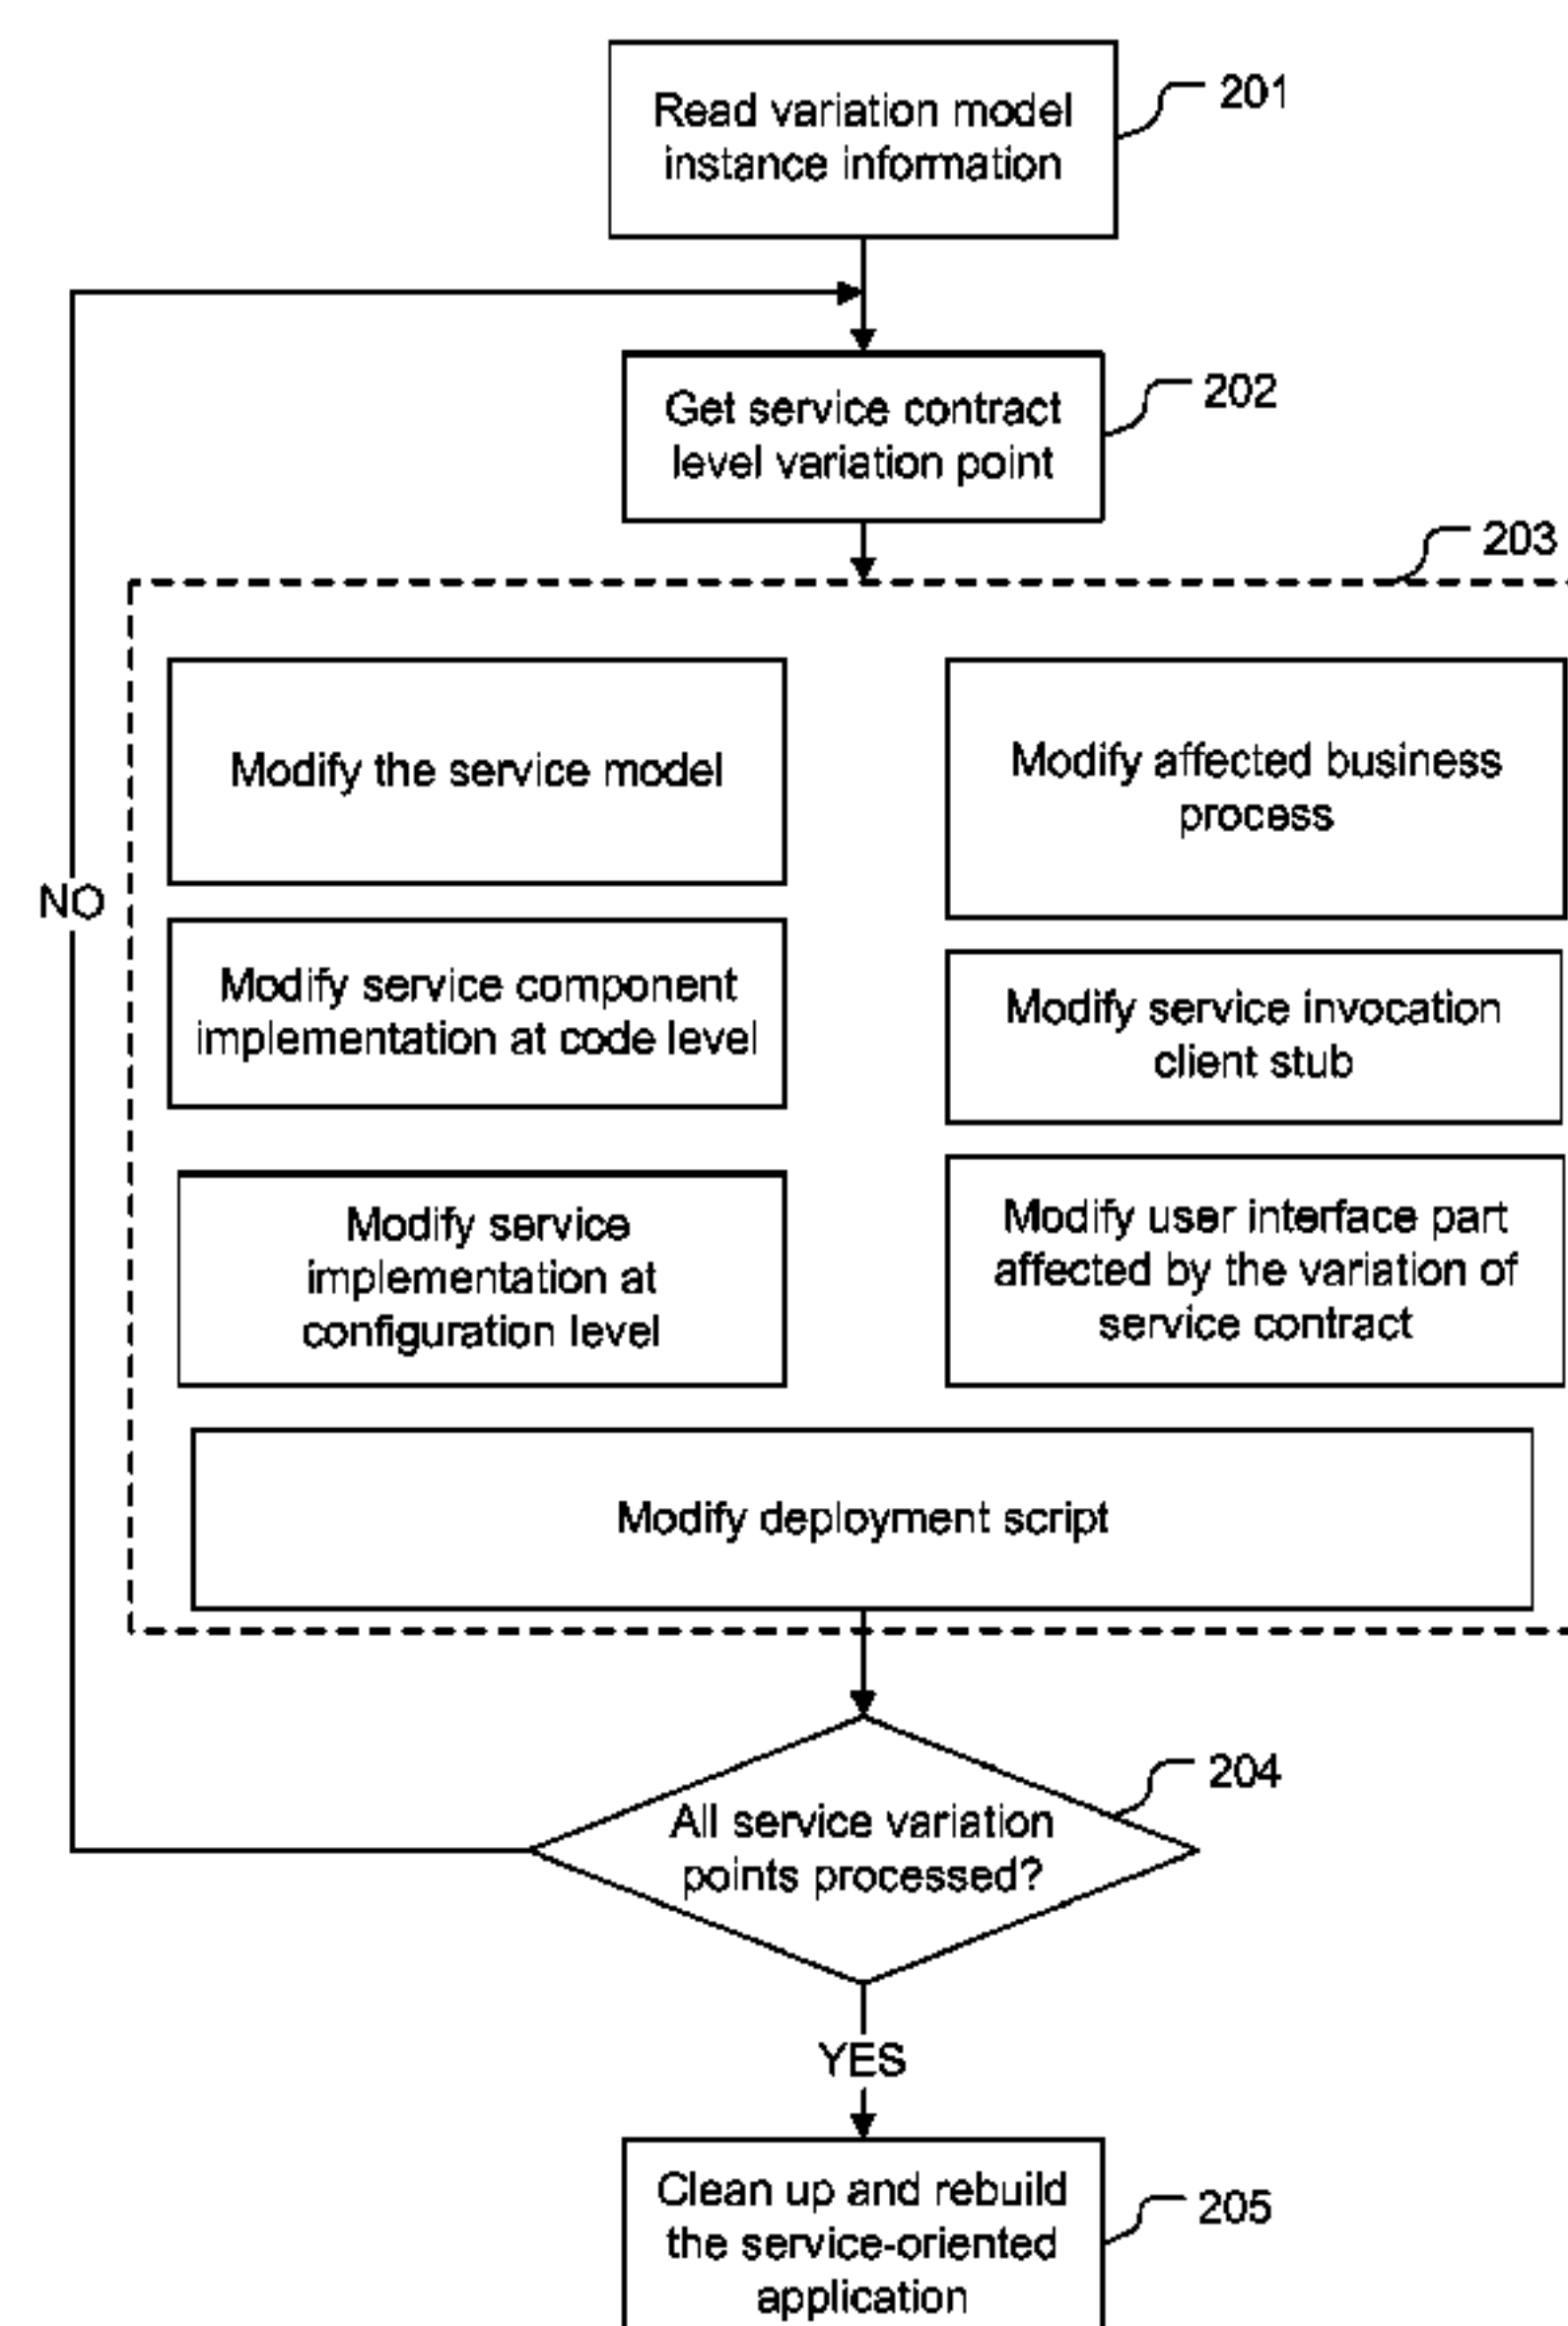 Read variation model
instance information
201
Get service contract
level variation point
202
203
Modify the service model
Modify affected business
process
NO
Modify service component
implementation at code level
Modify service invocation
client stub
Modify service
implementation at
configuration level
Modify user interface part
affected by the variation of
service contract
Modify deployment script
204
All service variation
points processed?
YES
Clean up and rebuild
the service-oriented
application
205